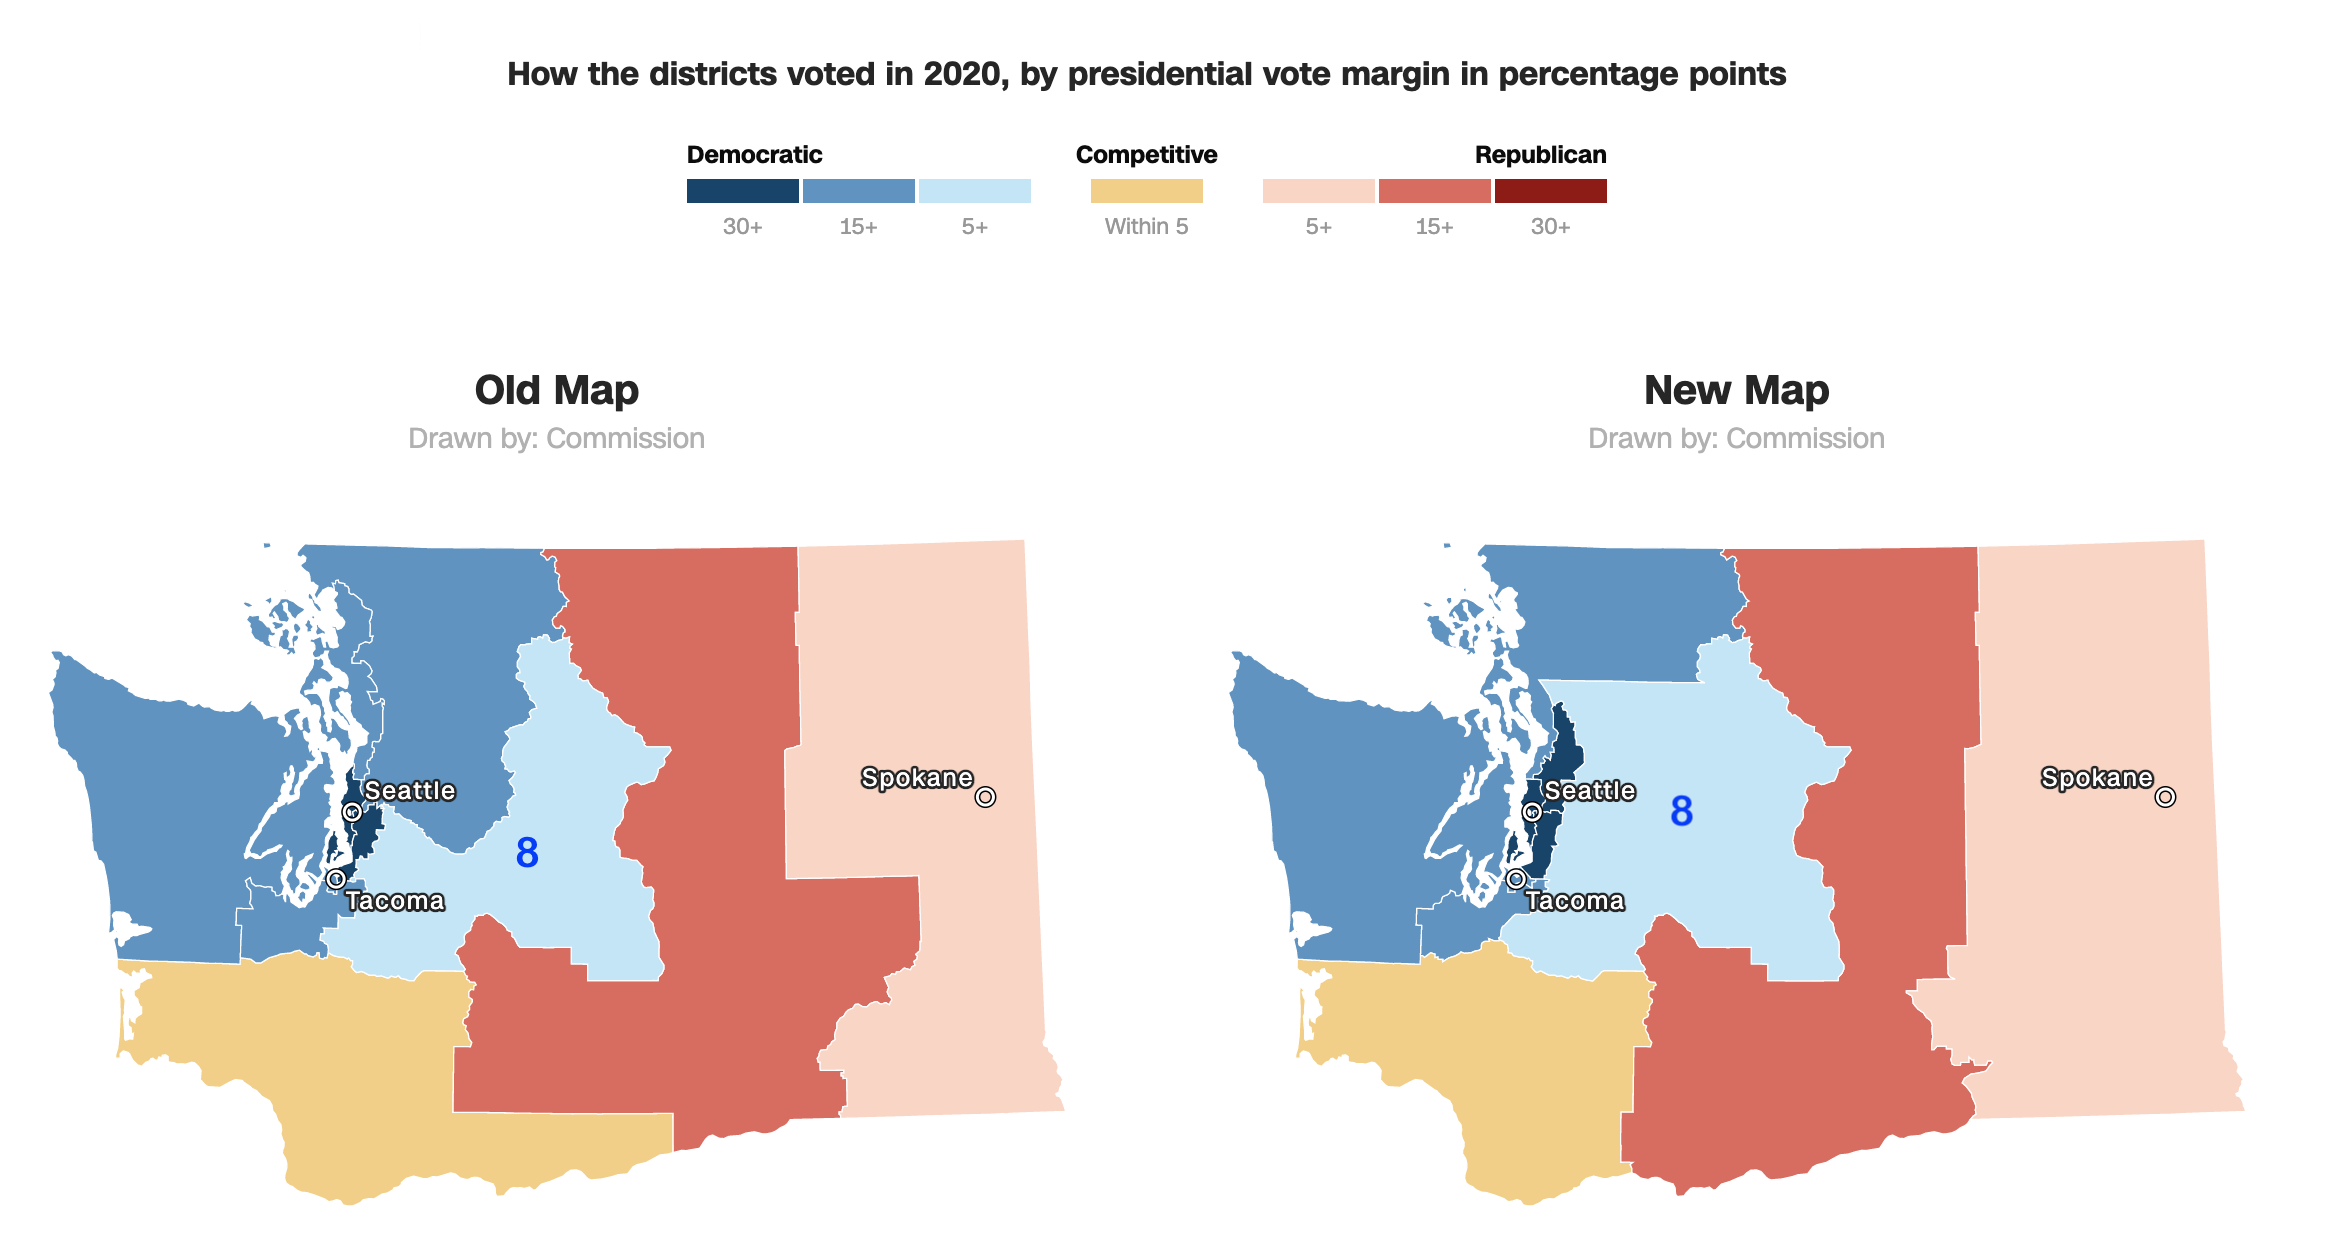 How the districts voted in 2020, by presidential vote margin in percentage points
Democratic Competitive Republican
30+ 15+ 5+ Within 5 5+ 15+ 30+
Old Map
Drawn by: Commission
Seattle
Spokane
8
Tacoma
New Map
Drawn by: Commission
Seattle
Spokane
8
Tacoma